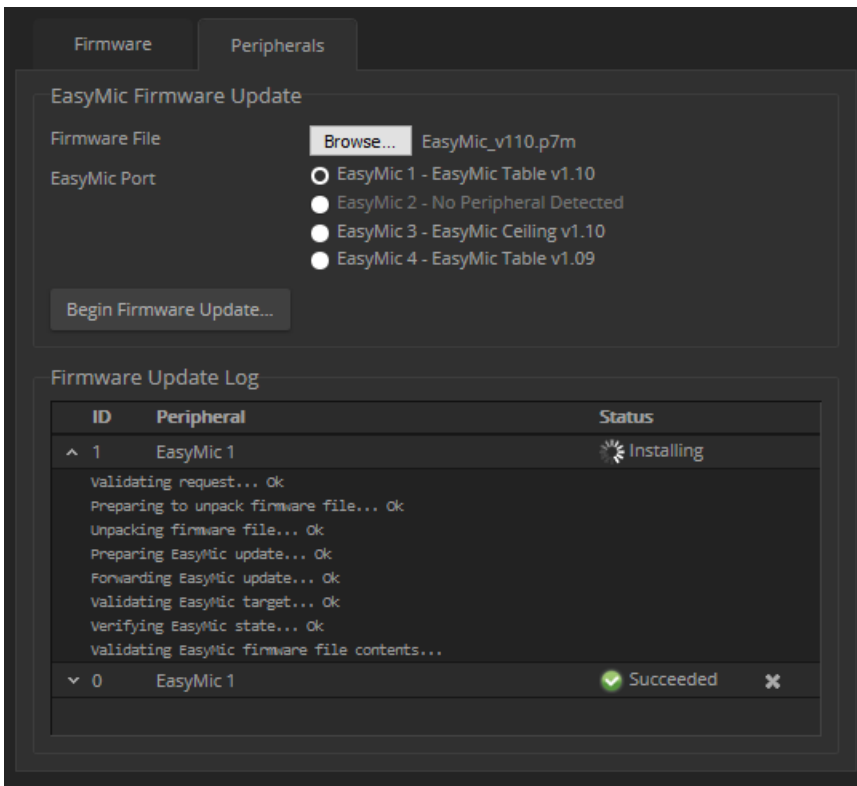 Firmware
Peripherals
EasyMic Firmware Update
Firmware File
Browse... EasyMic_v110.p7m
EasyMic Port
EasyMic 1 - EasyMic Table v1.10
EasyMic 2 - No Peripheral Detected
EasyMic 3 - EasyMic Ceiling v1.10
EasyMic 4 - EasyMic Table v1.09
Begin Firmware Update...
Firmware Update Log
ID Peripheral Status
1 EasyMic 1 Installing
Validating request... Ok
Preparing to unpack firmware file... Ok
Unpacking firmware file... Ok
Preparing EasyMic update... Ok
Forwarding EasyMic update... Ok
Validating EasyMic target... Ok
Verifying EasyMic state... Ok
Validating EasyMic firmware file contents...
0 EasyMic 1 Succeeded